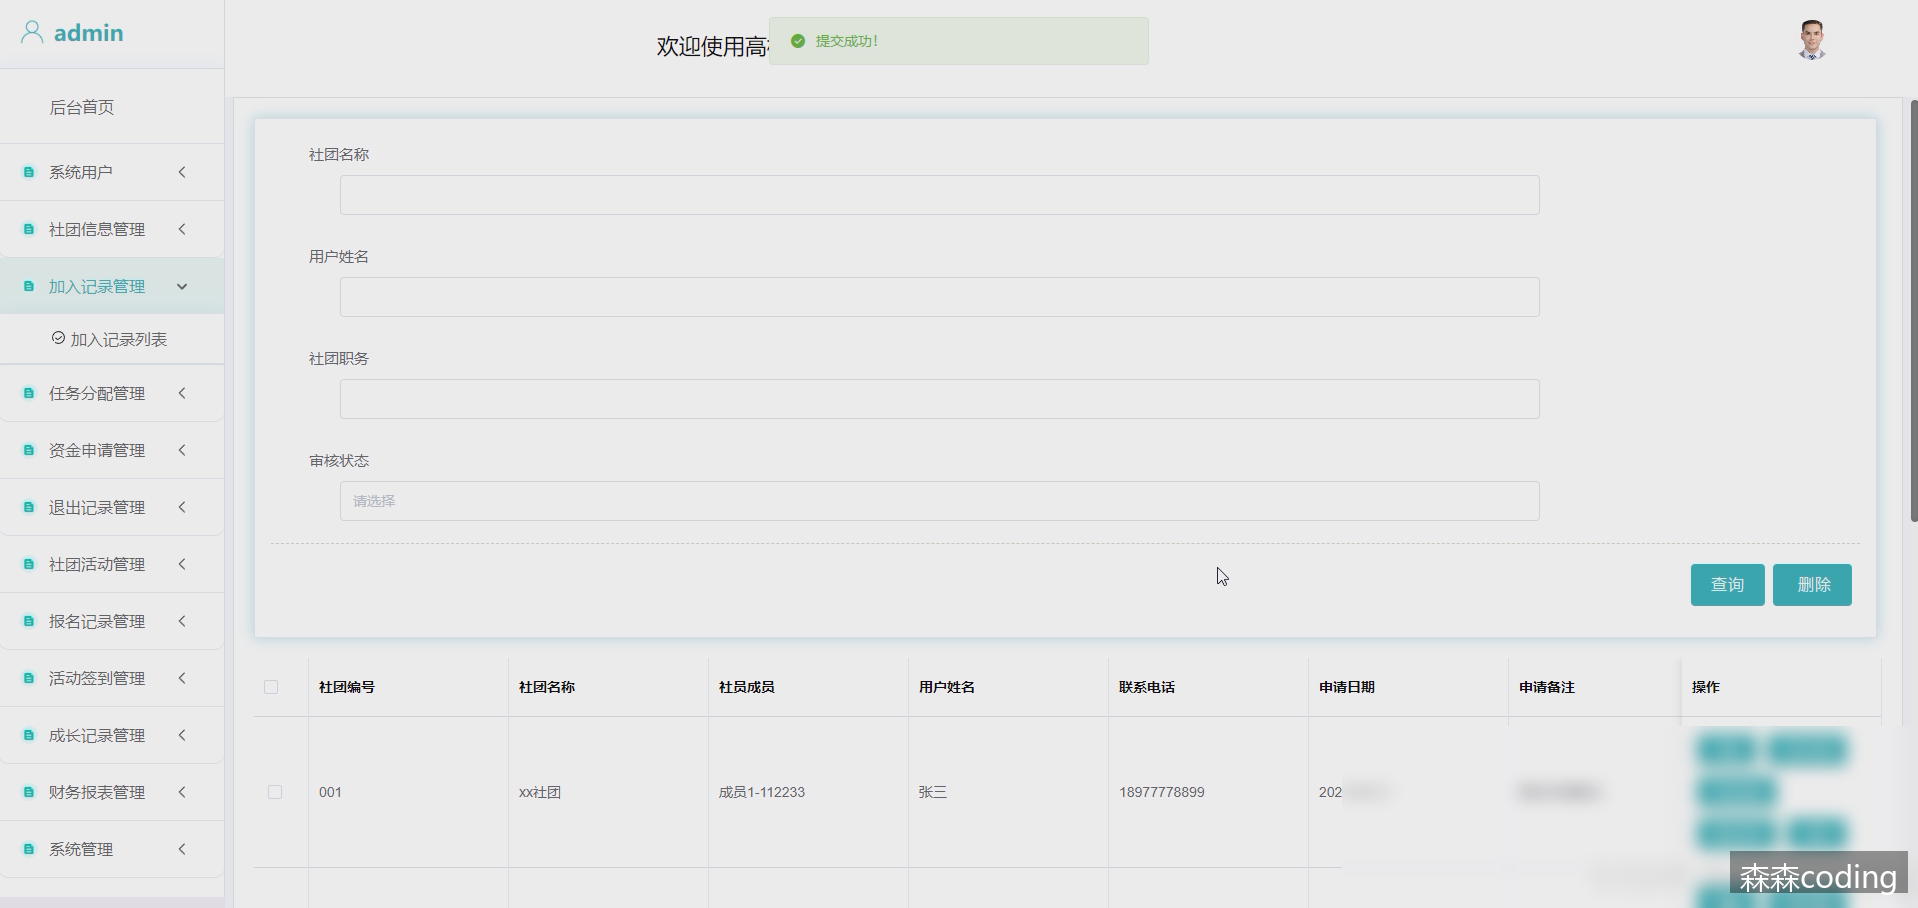 admin
欢迎使用高
提交成功！
后台首页
系统用户
社团信息管理
加入记录管理
加入记录列表
任务分配管理
资金申请管理
退出记录管理
社团活动管理
报名记录管理
活动签到管理
成长记录管理
财务报表管理
系统管理
社团名称
用户姓名
社团职务
审核状态
请选择
查询 删除
社团编号 社团名称 社员成员 用户姓名 联系电话 申请日期 申请备注 操作
001 xx社团 成员1-112233 张三 18977778899 202
森森coding